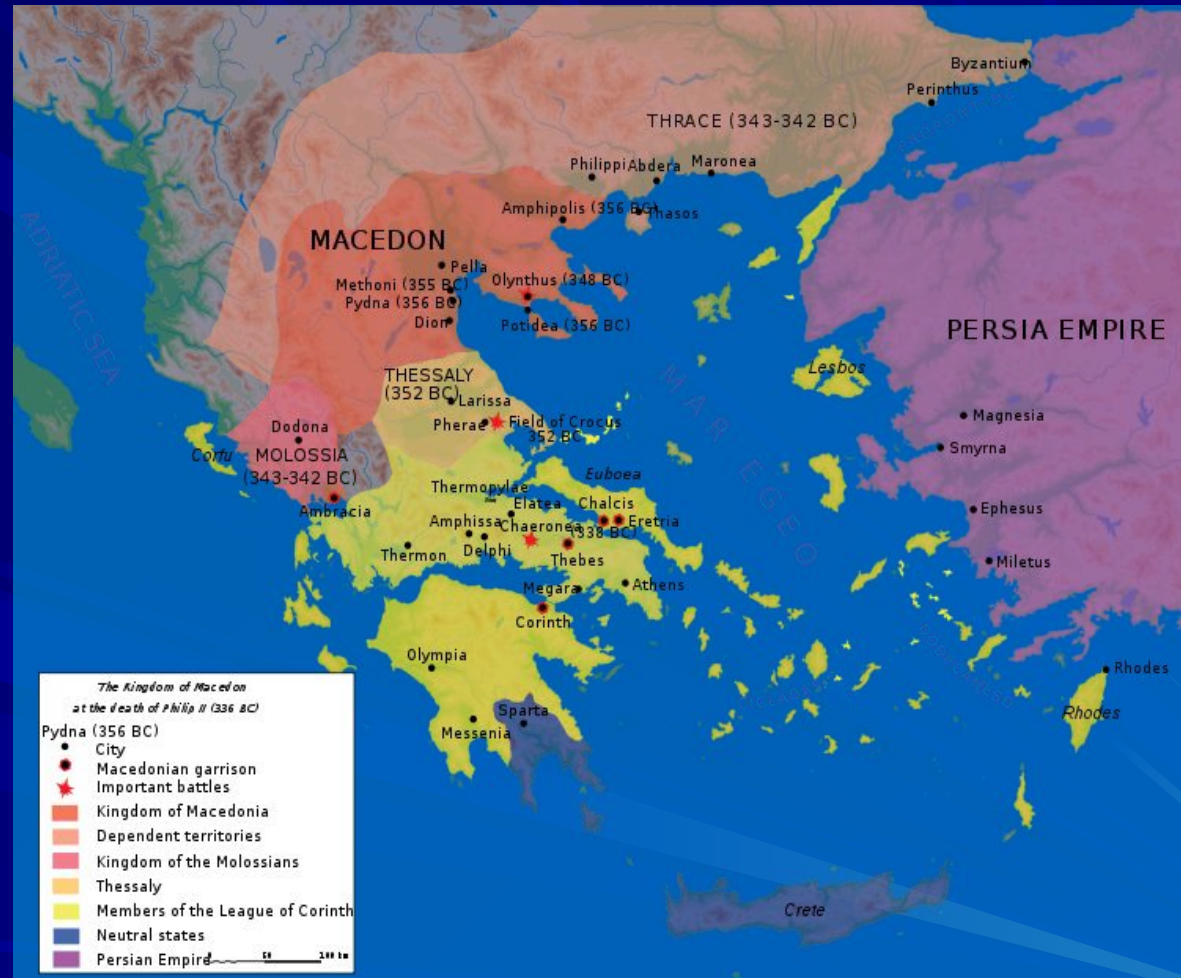 Byzantium
Perinthus
THRACE (343-342 BC)
Philippi
Abdera
Maronea
Amphipolis (356 BC)
Thasos
MACEDON
ADRIATIC SEA
Pella
Methoni (355 BC)
Olynthus (348 BC)
Pydna (356 BC)
Dion
Potidea (356 BC)
PERSIA EMPIRE
THESSALY
(352 BC)
Lesbos
Larissa
Pherae
Field of Crocus
352 BC
MAR EGEO
Magnesia
Dodona
Corfu
MOLOSSIA
(343-342 BC)
Smyrna
Euboea
Thermopylae
Ambracia
Elatea
Chalcis
Eretria
Ephesus
Amphissa
Chaeronea
(338 BC)
Thermon
Delphi
Thebes
Miletus
Megara
Athens
Corinth
Olympia
Rhodes
Rhodes
Sparta
Messenia
Crete
The Kingdom of Macedon
at the death of Philip II (336 BC)
Pydna (356 BC)
City
Macedonian garrison
Important battles
Kingdom of Macedonia
Dependent territories
Kingdom of the Molossians
Thessaly
Members of the League of Corinth
Neutral states
Persian Empire
0 50 100 km